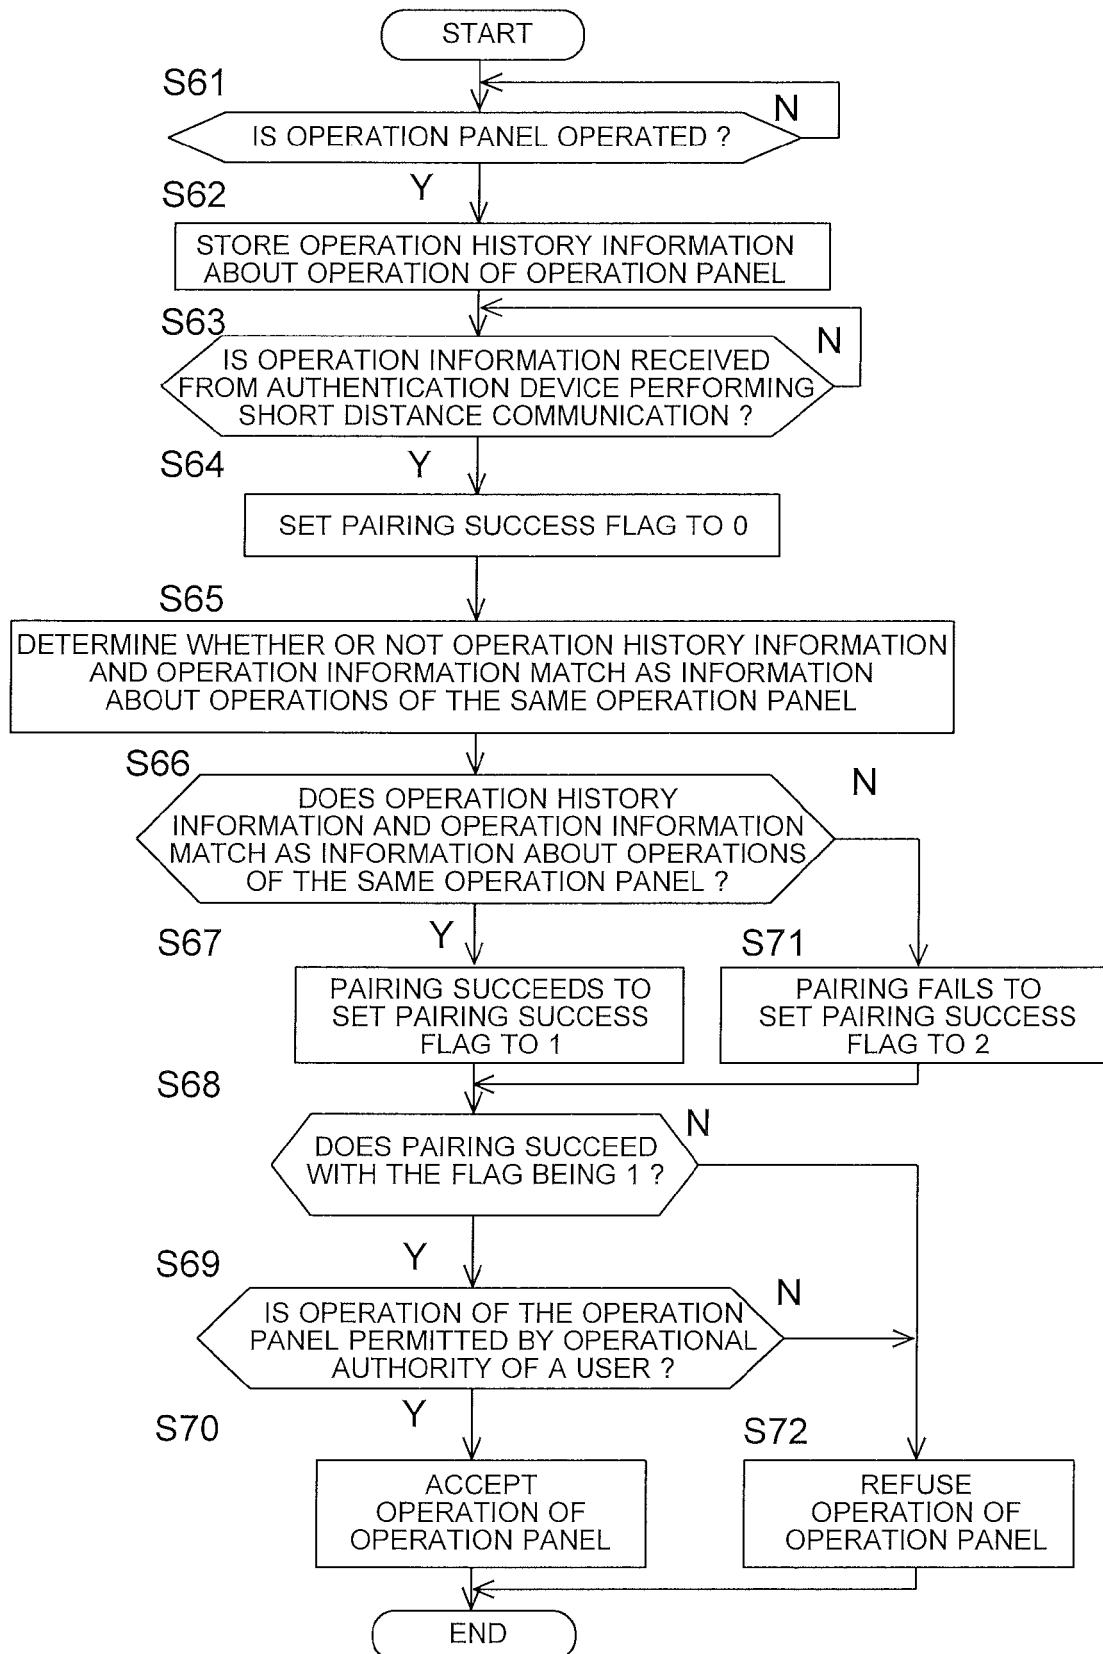 START
S61
N
IS OPERATION PANEL OPERATED ?
Y
S62
STORE OPERATION HISTORY INFORMATION
ABOUT OPERATION OF OPERATION PANEL
S63
N
IS OPERATION INFORMATION RECEIVED
FROM AUTHENTICATION DEVICE PERFORMING
SHORT DISTANCE COMMUNICATION ?
Y
S64
SET PAIRING SUCCESS FLAG TO 0
S65
DETERMINE WHETHER OR NOT OPERATION HISTORY INFORMATION
AND OPERATION INFORMATION MATCH AS INFORMATION
ABOUT OPERATIONS OF THE SAME OPERATION PANEL
S66
N
DOES OPERATION HISTORY
INFORMATION AND OPERATION INFORMATION
MATCH AS INFORMATION ABOUT OPERATIONS
OF THE SAME OPERATION PANEL ?
Y
S67
S71
PAIRING SUCCEEDS TO
SET PAIRING SUCCESS
FLAG TO 1
PAIRING FAILS TO
SET PAIRING SUCCESS
FLAG TO 2
S68
N
DOES PAIRING SUCCEED
WITH THE FLAG BEING 1 ?
Y
S69
N
IS OPERATION OF THE OPERATION
PANEL PERMITTED BY OPERATIONAL
AUTHORITY OF A USER ?
Y
S70
S72
ACCEPT
OPERATION OF
OPERATION PANEL
REFUSE
OPERATION OF
OPERATION PANEL
END